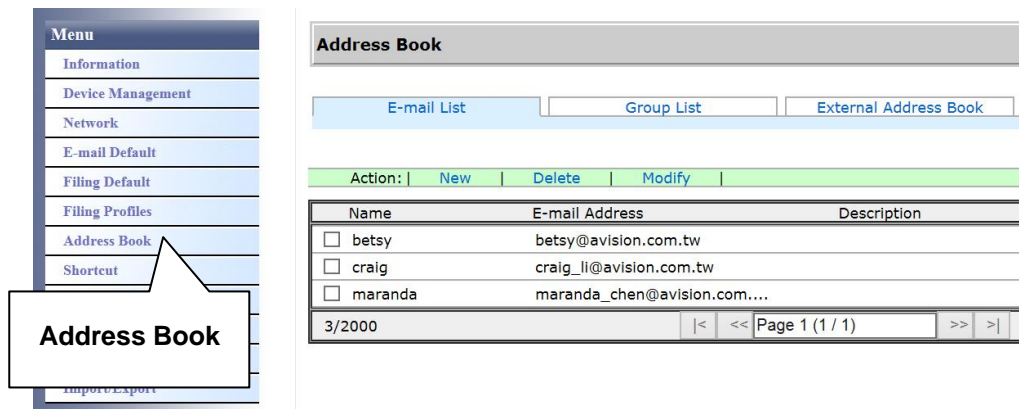 Menu
Information
Device Management
Network
E-mail Default
Filing Default
Filing Profiles
Address Book
Shortcut
Address Book
Import/Export
Address Book
E-mail List Group List External Address Book
Action: | New | Delete | Modify |
Name E-mail Address Description
betsy betsy@avision.com.tw
craig craig_li@avision.com.tw
maranda maranda_chen@avision.com....
3/2000 |< << Page 1 (1 / 1) >> >|